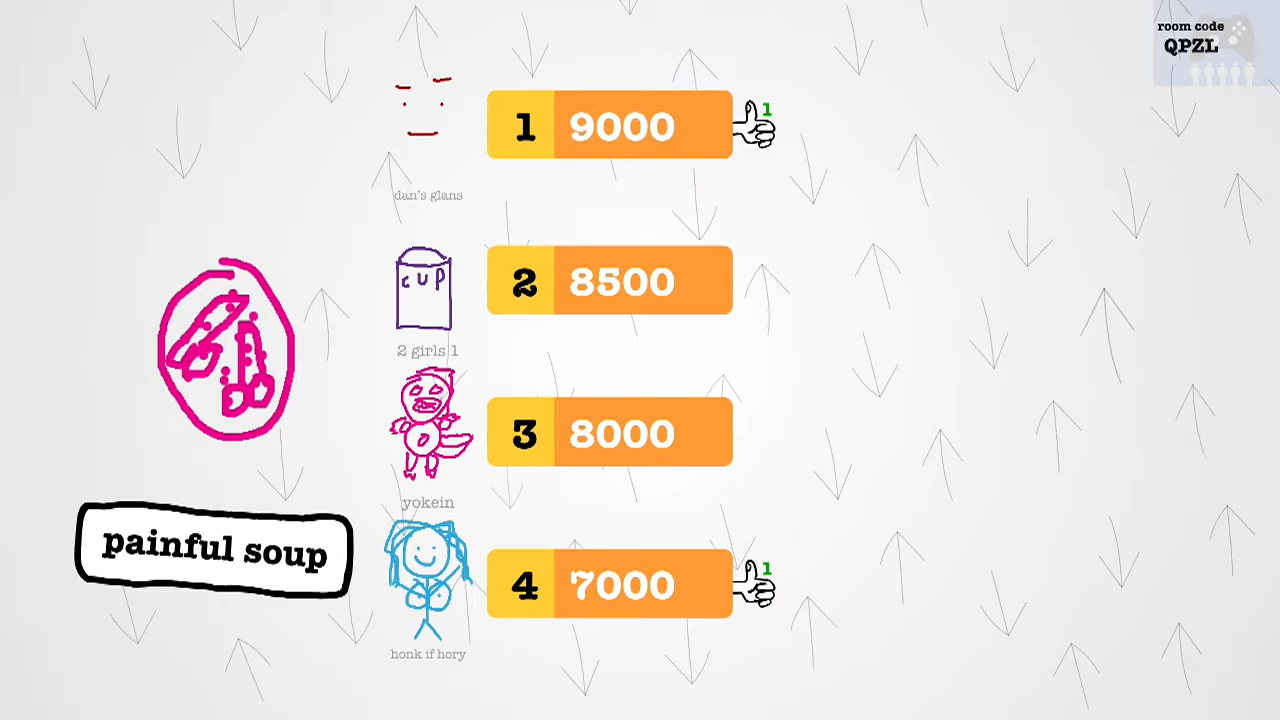 room code
QPZL
1 9000
1
dan's glans
cup
2 8500
2 girls 1
3 8000
yokein
painful soup
4 7000
1
honk if hory